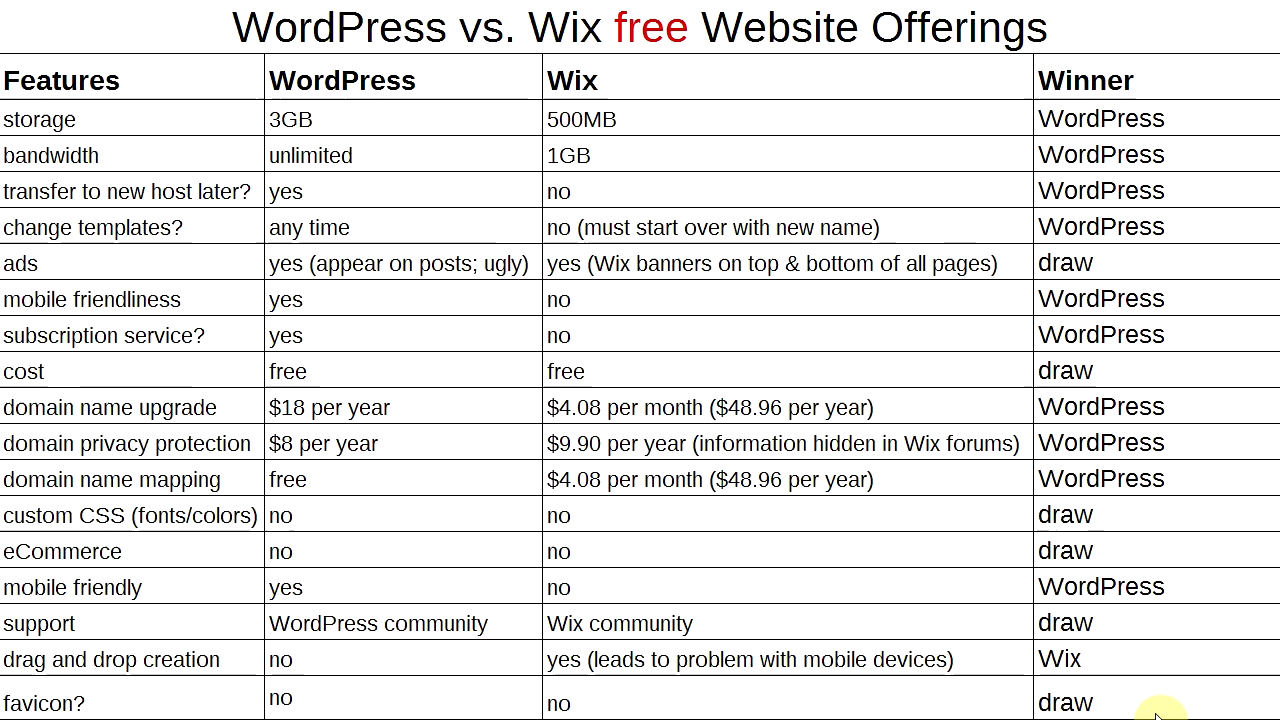 WordPress vs. Wix free Website Offerings
Features WordPress Wix Winner
storage 3GB 500MB WordPress
bandwidth unlimited 1GB WordPress
transfer to new host later? yes no WordPress
change templates? any time no (must start over with new name) WordPress
ads yes (appear on posts; ugly) yes (Wix banners on top & bottom of all pages) draw
mobile friendliness yes no WordPress
subscription service? yes no WordPress
cost free free draw
domain name upgrade $18 per year $4.08 per month ($48.96 per year) WordPress
domain privacy protection $8 per year $9.90 per year (information hidden in Wix forums) WordPress
domain name mapping free $4.08 per month ($48.96 per year) WordPress
custom CSS (fonts/colors) no no draw
eCommerce no no draw
mobile friendly yes no WordPress
support WordPress community Wix community draw
drag and drop creation no yes (leads to problem with mobile devices) Wix
favicon? no no draw